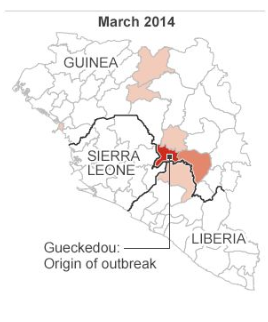 March 2014
GUINEA
SIERRA
LEONE
LIBERIA
Gueckedou:
Origin of outbreak